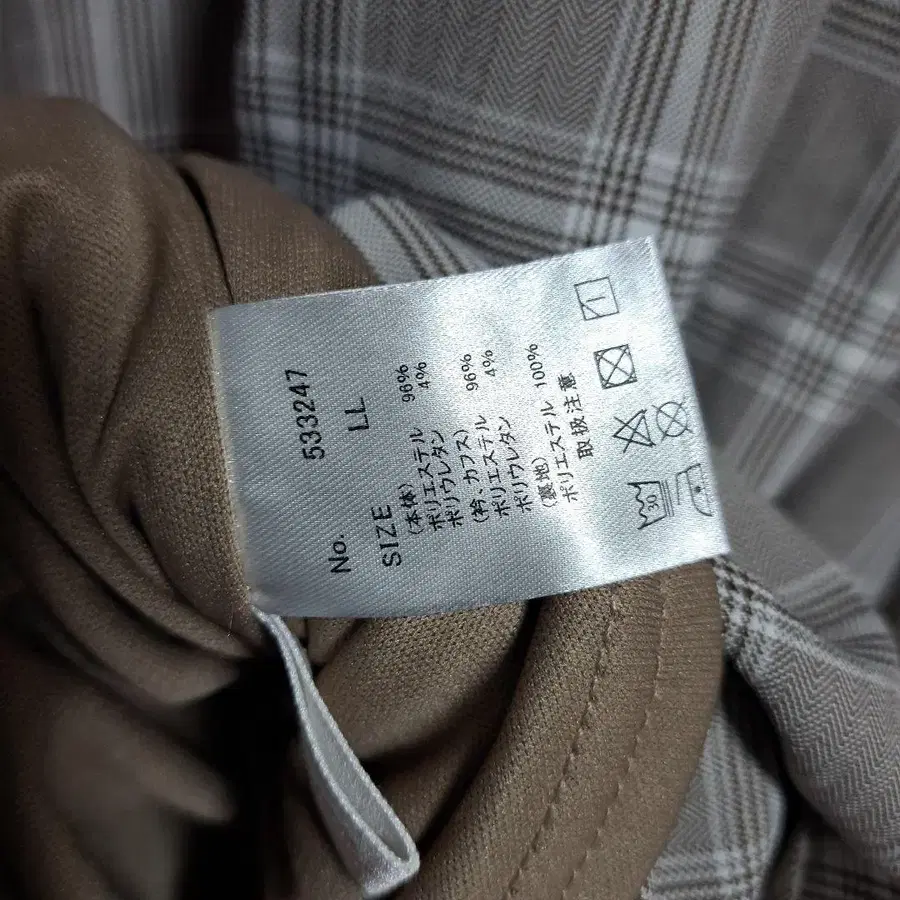 No. 533247
SIZE LL
(本体)
ポリエステル 96%
ポリウレタン 4%
(衿・カフス)
ポリエステル 96%
ポリウレタン 4%
(裏地)
ポリエステル 100%
取扱注意
30